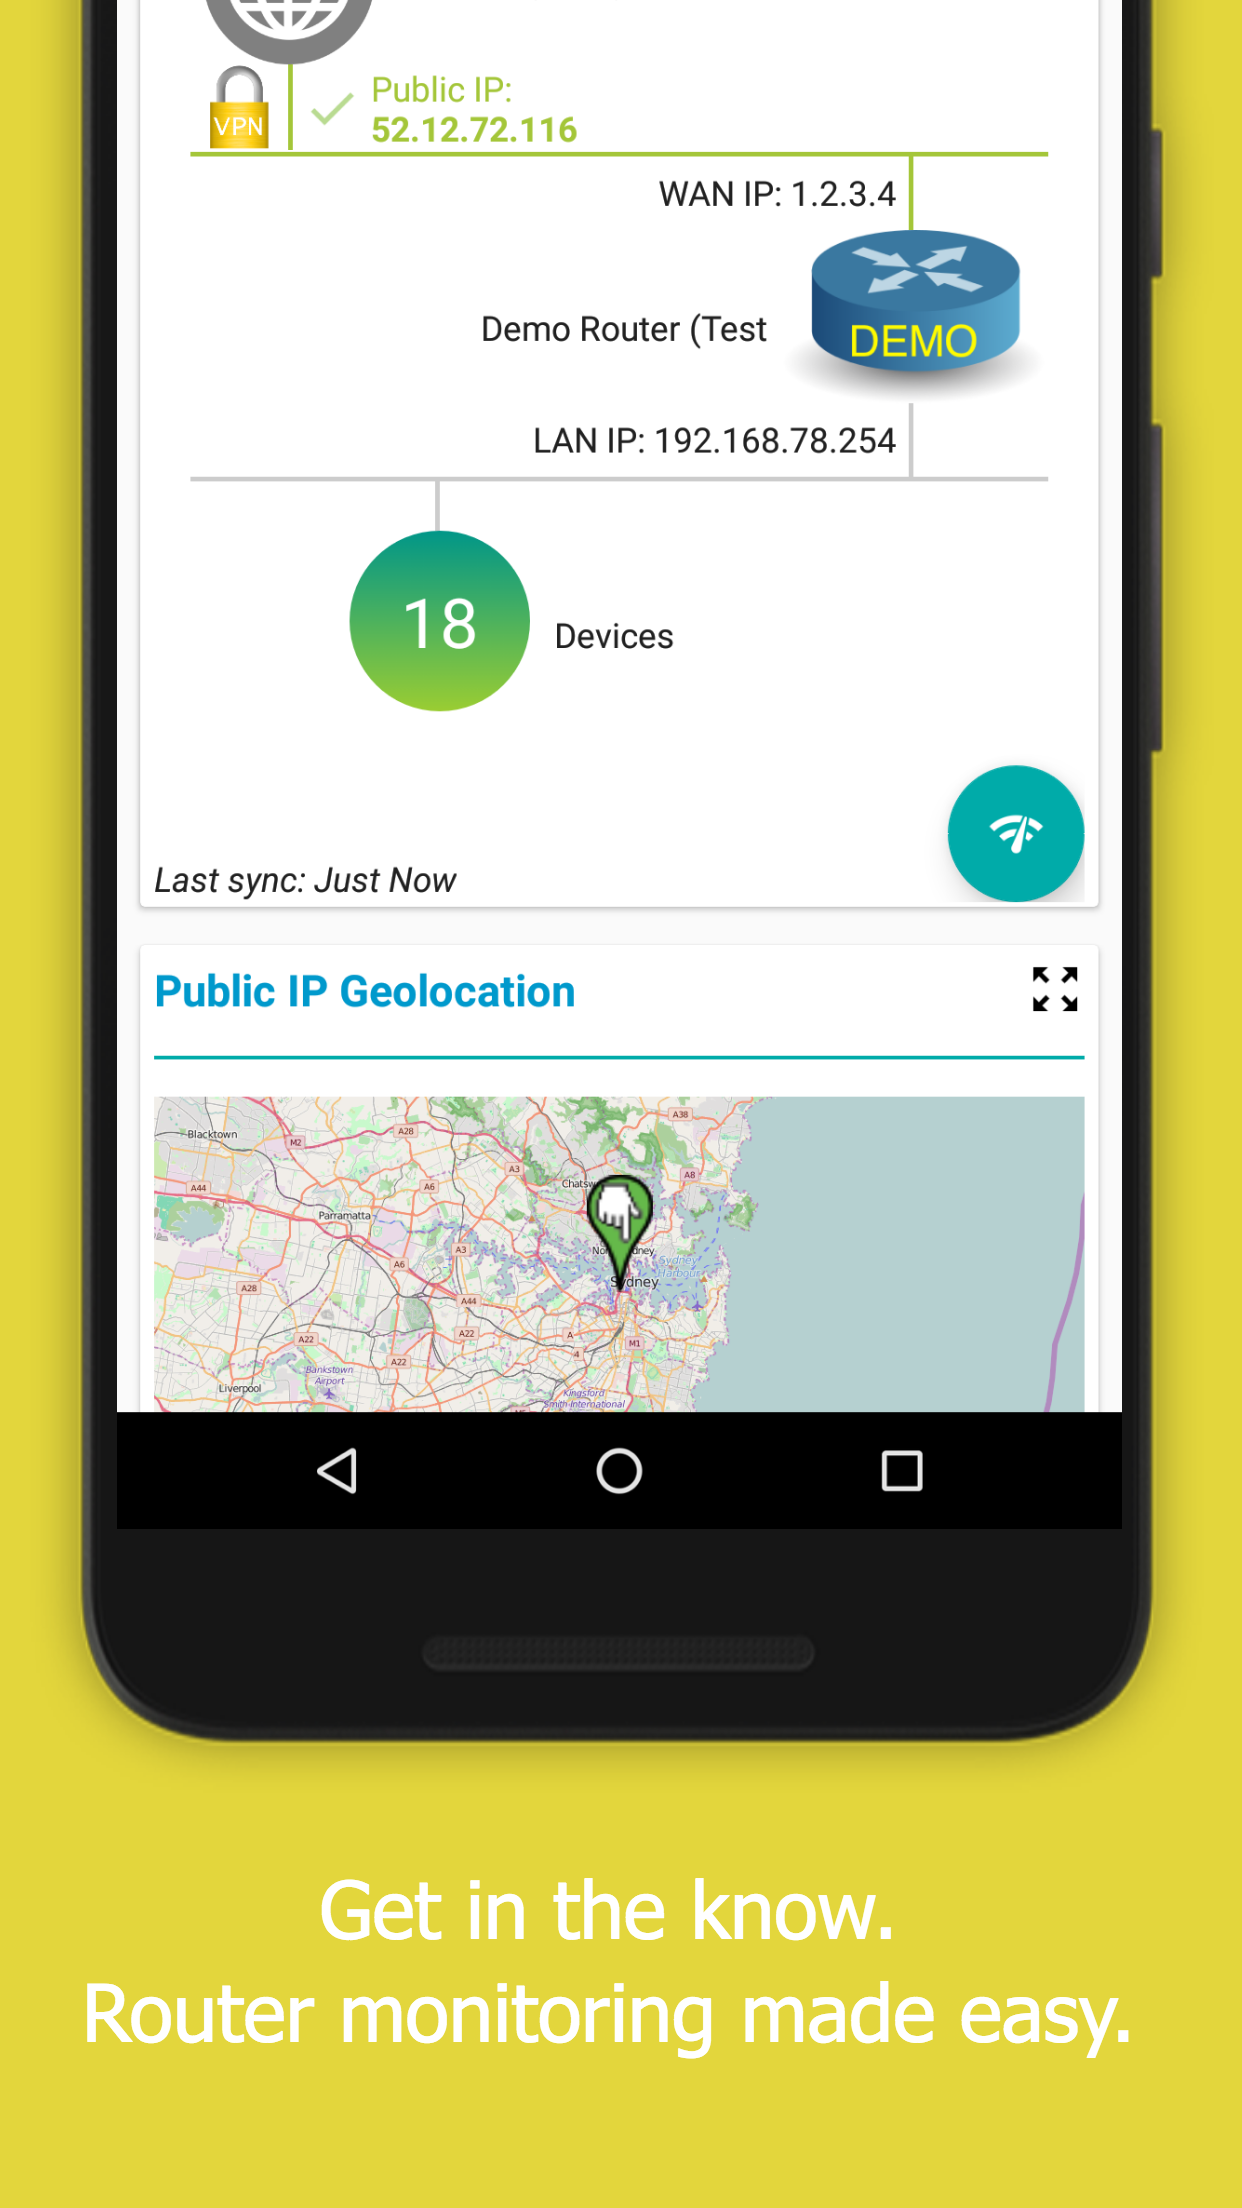 Public IP:
VPN
52.12.72.116
WAN IP: 1.2.3.4
Demo Router (Test
DEMO
LAN IP: 192.168.78.254
18
Devices
Last sync: Just Now
Public IP Geolocation
A38
Blacktown
A28
M2
A3
A8
A44
A6
Chatsw
Parramatta
A3
Sydney
Harbour
A6
Sydney
A28
A44
A22
A22
A
4
M1
A22
Bankstown
Airport
Liverpool
Kingsford
Smith-International
Get in the know.
Router monitoring made easy.